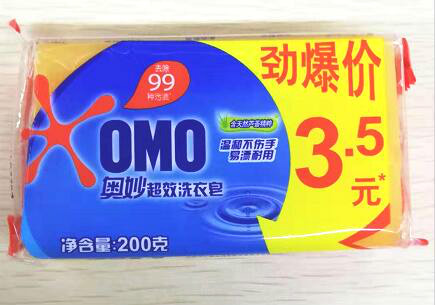 去除
99
种污渍*
劲爆价
OMO
含天然芦荟精粹
温和不伤手
易漂耐用
3.5
元*
奥妙超效洗衣皂
净含量:200克